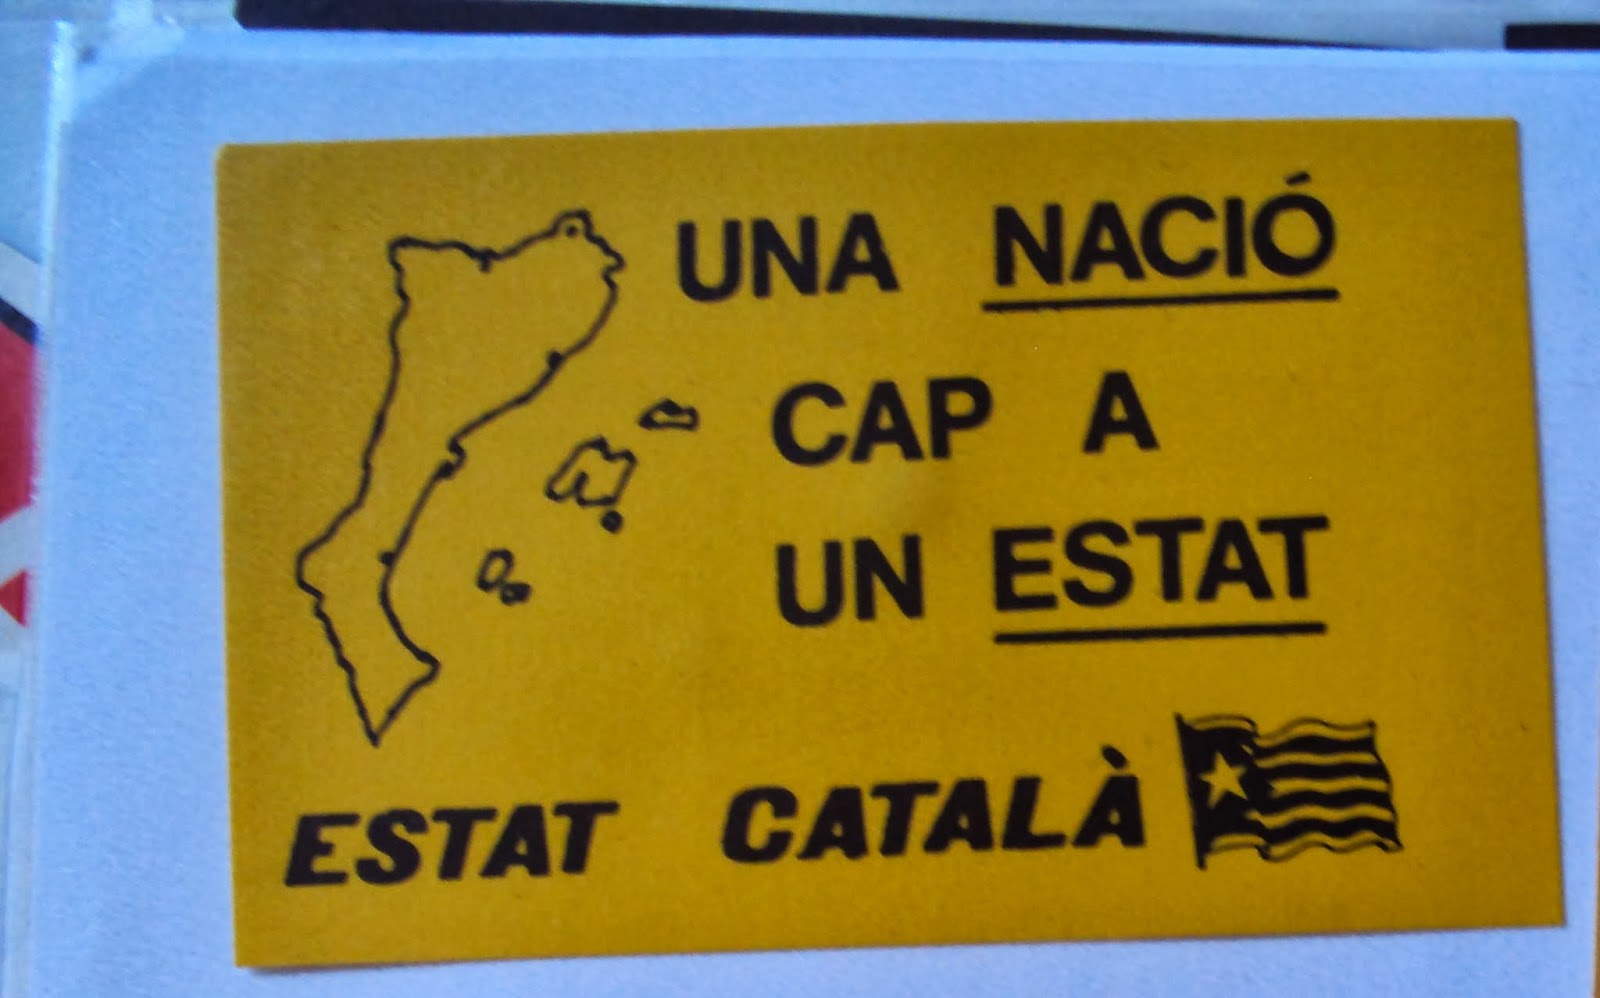 UNA NACIÓ
CAP A
UN ESTAT
ESTAT CATALÀ